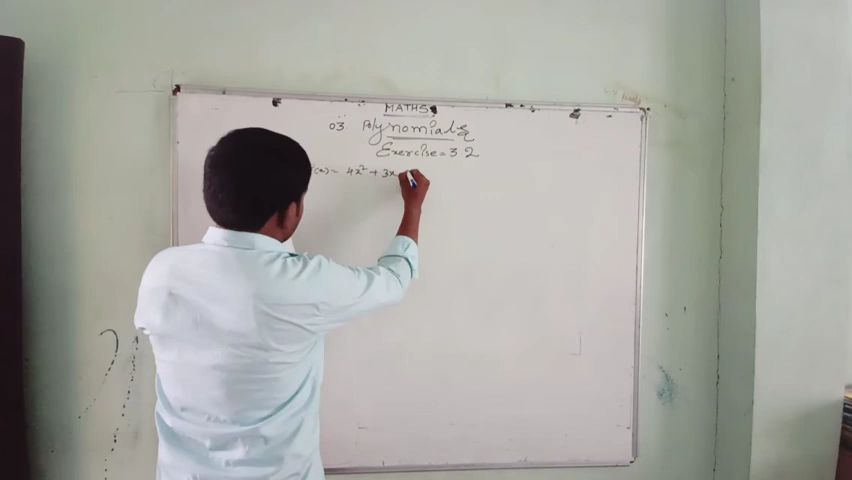 MATHS
03 Polynomials
Exercise = 3.2
(x) = 4x² + 3x